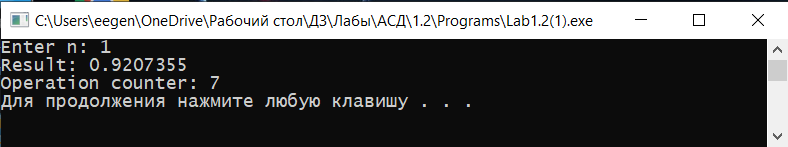 C:\Users\eegen\OneDrive\Рабочий стол\ДЗ\Лабы\АСД\1.2\Programs\Lab1.2(1).exe
Enter n: 1
Result: 0.9207355
Operation counter: 7
Для продолжения нажмите любую клавишу . . .